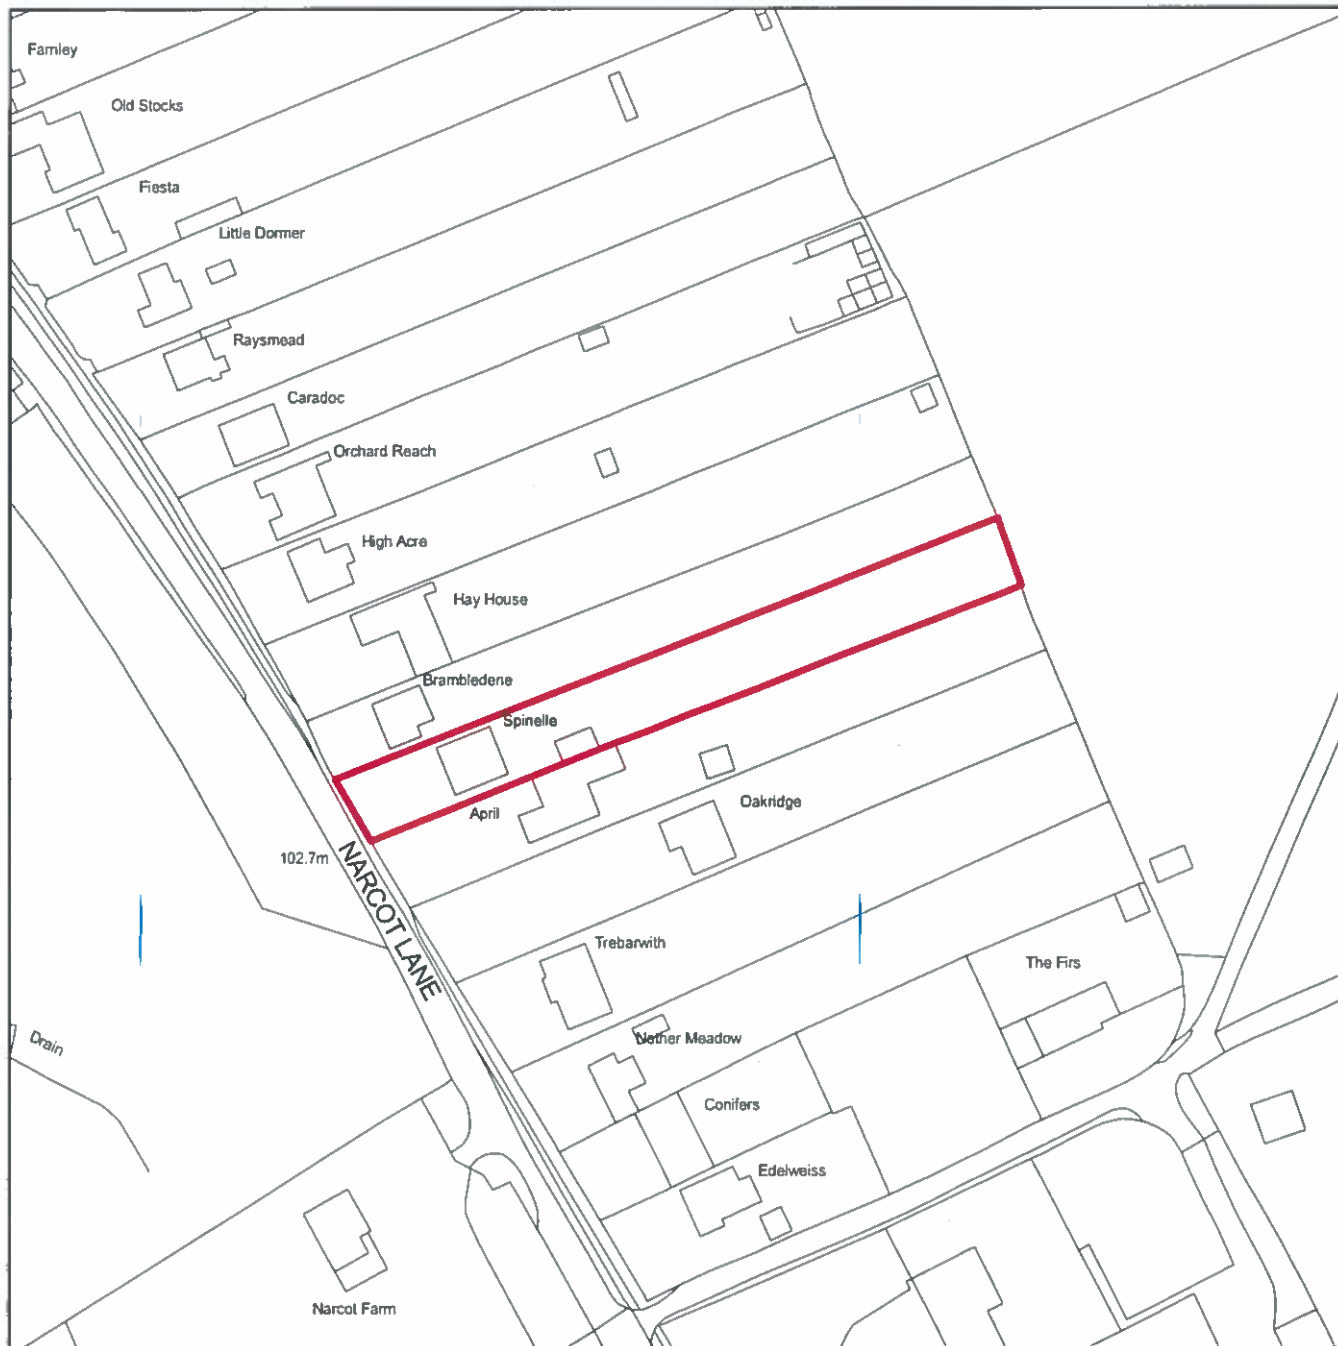 Farnley
Old Stocks
Fiesta
Little Dormer
Raysmead
Caradoc
Orchard Reach
High Acre
Hay House
Brambledene
Spinelle
April
Oakridge
102.7m
NARCOT LANE
Trebarwith
The Firs
Drain
Nether Meadow
Conifers
Edelweiss
Narcot Farm